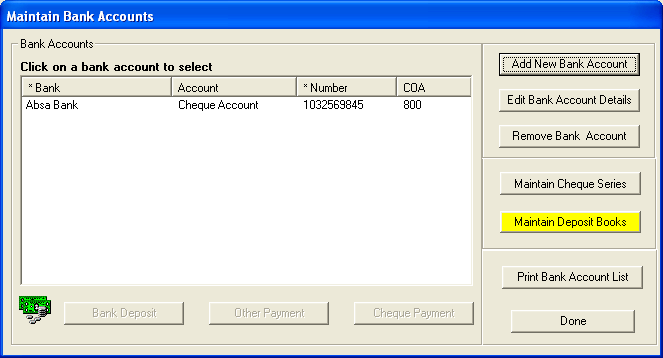 Maintain Bank Accounts
Bank Accounts
Click on a bank account to select
* Bank Account * Number COA
Absa Bank Cheque Account 1032569845 800
Add New Bank Account
Edit Bank Account Details
Remove Bank Account
Maintain Cheque Series
Maintain Deposit Books
Print Bank Account List
Done
Bank Deposit Other Payment Cheque Payment